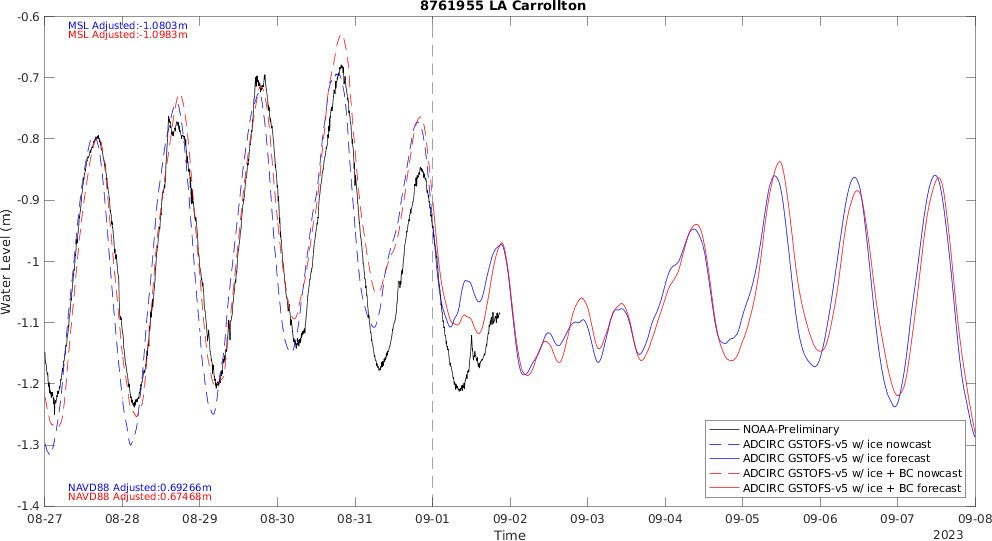 8761955 LA Carrollton
MSL Adjusted:-1.0803m
MSL Adjusted:-1.0983m
-0.6
-0.7
-0.8
-0.9
-1
-1.1
-1.2
-1.3
-1.4
Water Level (m)
NAVD88 Adjusted:0.69266m
NAVD88 Adjusted:0.67468m
NOAA-Preliminary
ADCIRC GSTOFS-v5 w/ ice nowcast
ADCIRC GSTOFS-v5 w/ ice forecast
ADCIRC GSTOFS-v5 w/ ice + BC nowcast
ADCIRC GSTOFS-v5 w/ ice + BC forecast
08-27 08-28 08-29 08-30 08-31 09-01 09-02 09-03 09-04 09-05 09-06 09-07 09-08
Time
2023